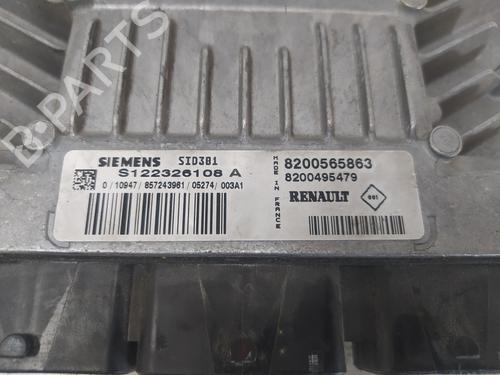 SIEMENS SID301
S122326108 A
0/10947/857243961/05274/003A1
MADE IN FRANCE
8200565863
8200495479
RENAULT
B-PARTS